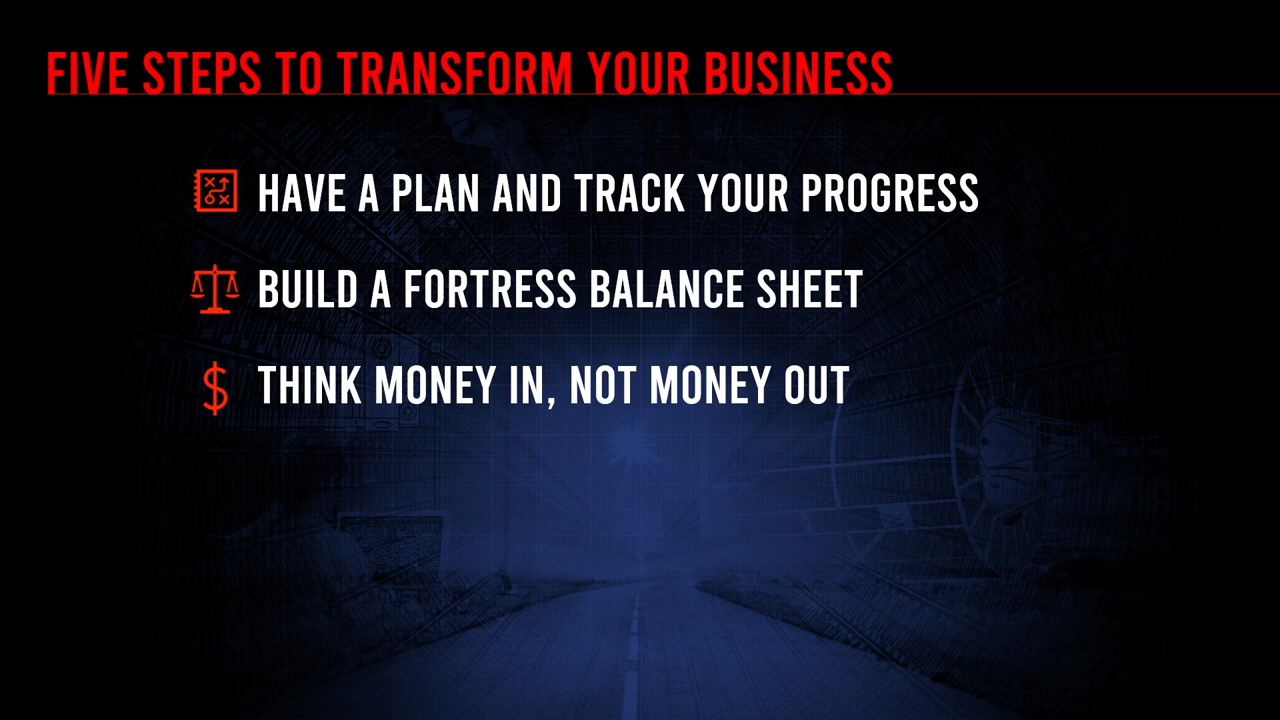 FIVE STEPS TO TRANSFORM YOUR BUSINESS
HAVE A PLAN AND TRACK YOUR PROGRESS
BUILD A FORTRESS BALANCE SHEET
THINK MONEY IN, NOT MONEY OUT